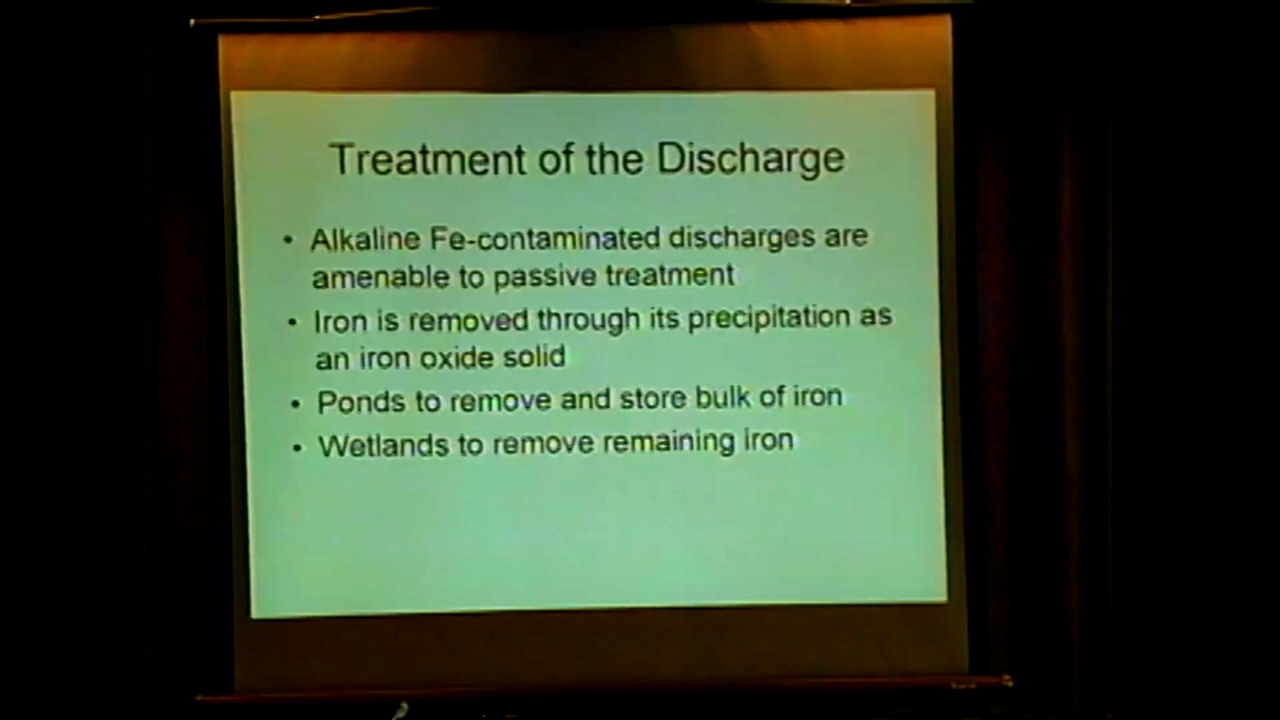 Treatment of the Discharge
• Alkaline Fe-contaminated discharges are
amenable to passive treatment
• Iron is removed through its precipitation as
an iron oxide solid
• Ponds to remove and store bulk of iron
• Wetlands to remove remaining iron